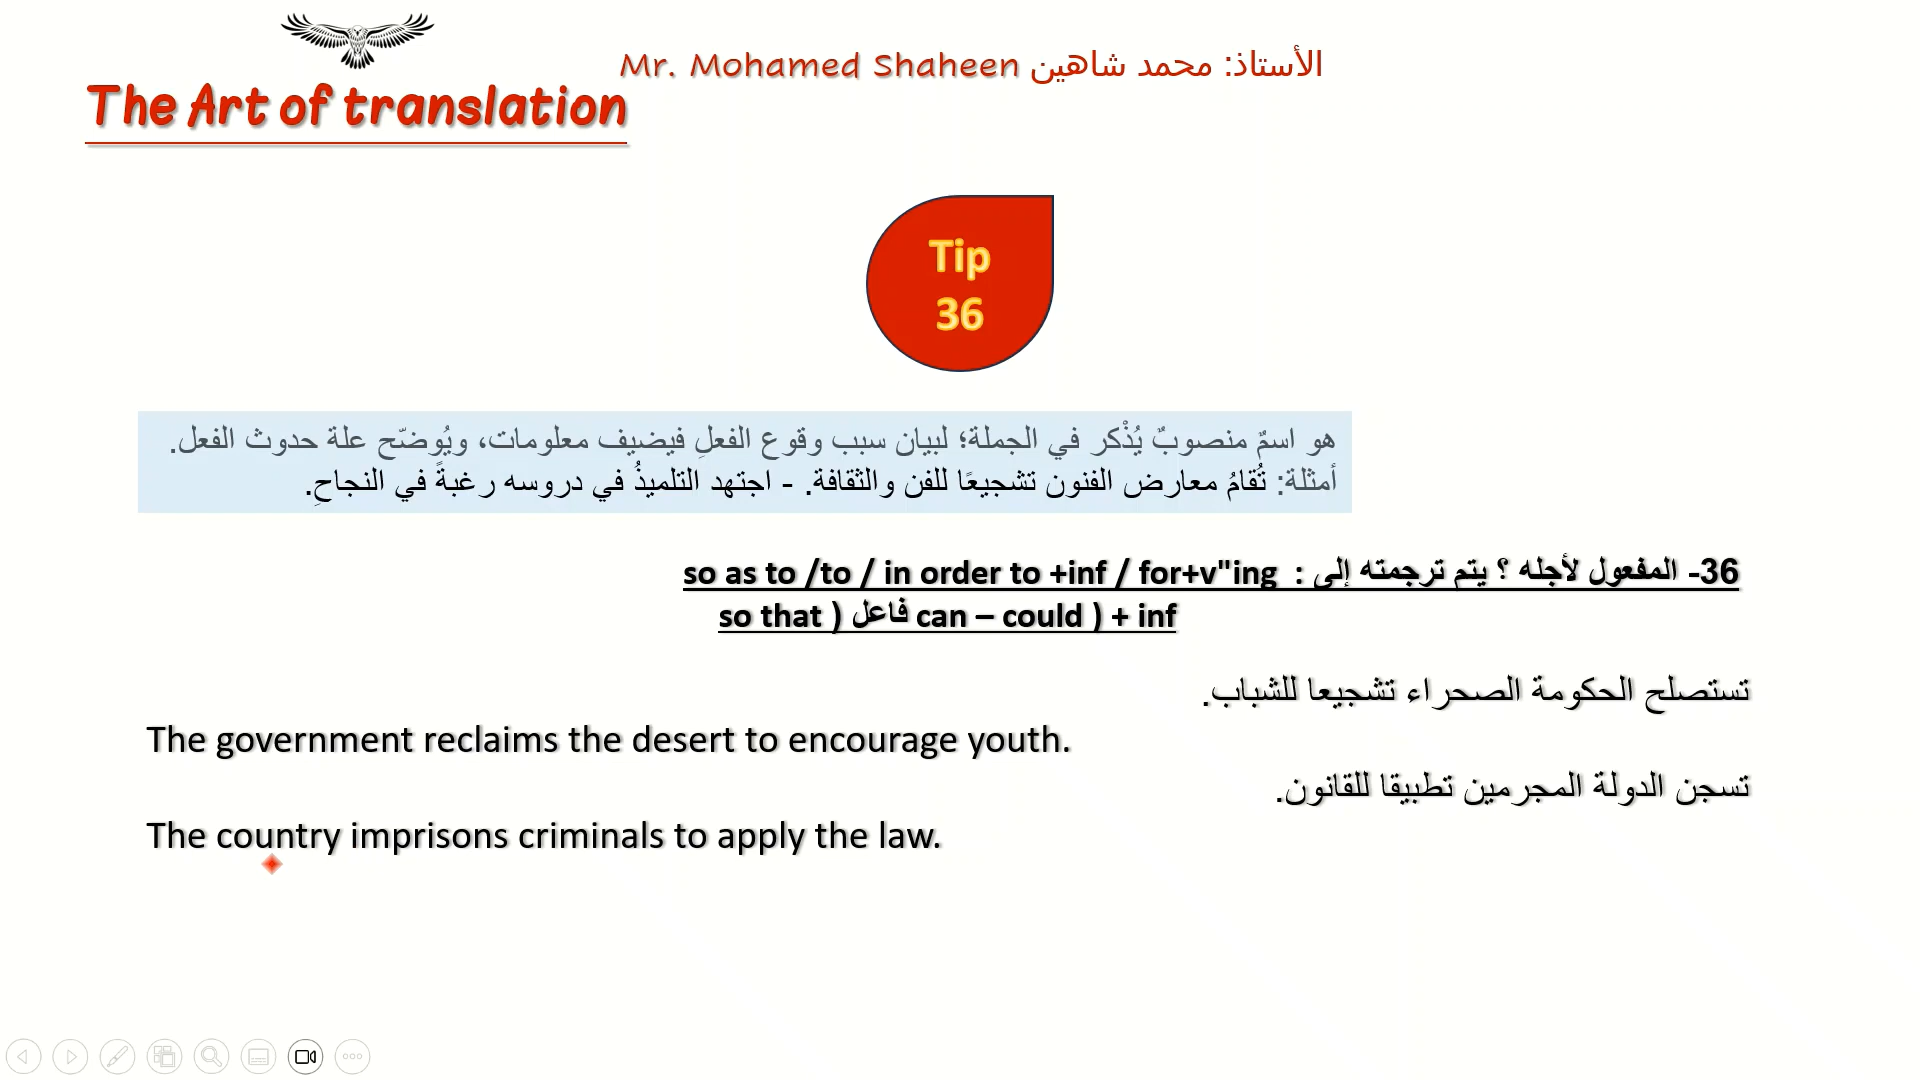 الأستاذ: محمد شاهين Mr. Mohamed Shaheen
The Art of translation
Tip
36
هو اسمٌ منصوبٌ يُذْكر في الجملة؛ لبيان سبب وقوع الفعلِ فيضيف معلومات، ويُوضّح علة حدوث الفعل.
أمثلة: تُقامُ معارض الفنون تشجيعًا للفن والثقافة. - اجتهد التلميذُ في دروسه رغبةً في النجاحِ.
36- المفعول لأجله ؟ يتم ترجمته إلى : so as to /to / in order to +inf / for+v"ing
so that ) فاعل can – could ) + inf
تستصلح الحكومة الصحراء تشجيعا للشباب.
The government reclaims the desert to encourage youth.
تسجن الدولة المجرمين تطبيقا للقانون.
The country imprisons criminals to apply the law.